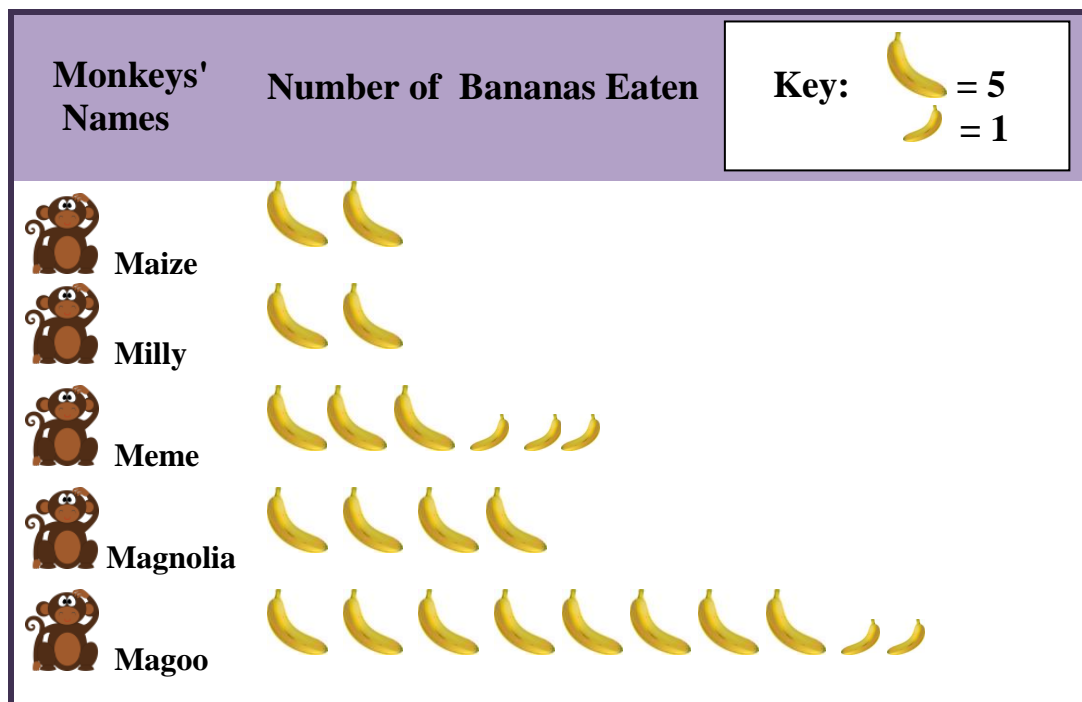 Monkeys'
Names
Number of Bananas Eaten
Key:
= 5
= 1
Maize
Milly
Meme
Magnolia
Magoo